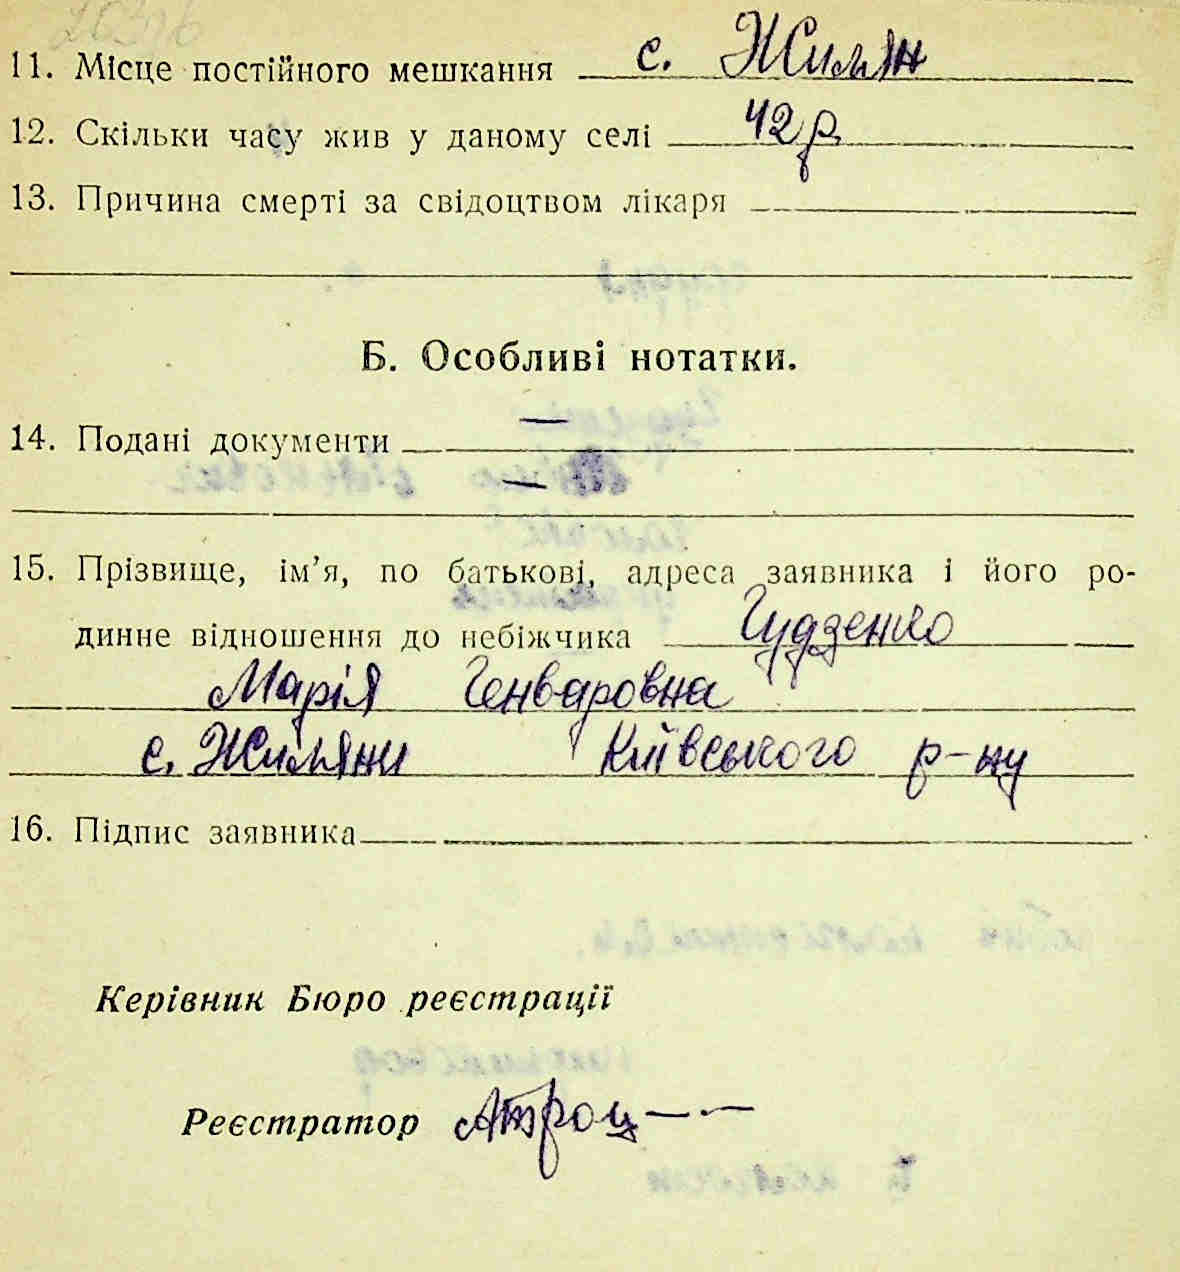 11. Місце постійного мешкання с. Жилян
12. Скільки часу жив у даному селі 42 р
13. Причина смерті за свідоцтвом лікаря
Б. Особливі нотатки.
14. Подані документи —
—
15. Прізвище, ім’я, по батькові, адреса заявника і його ро-
динне відношення до небіжчика Гудзенко
Марія Генваровна
с. Жиляни Київського р-ну
16. Підпис заявника
Керівник Бюро реєстрації
Реєстратор